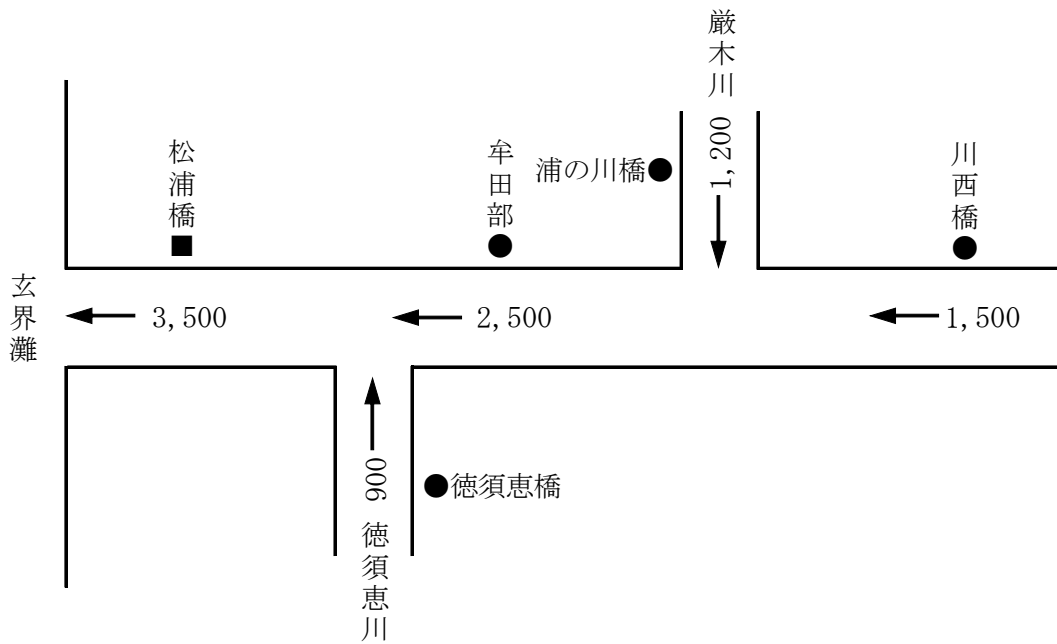 厳木川
1,200
松浦橋
牟田部
浦の川橋
川西橋
玄界灘
3,500
2,500
1,500
900
徳須恵橋
徳須恵川